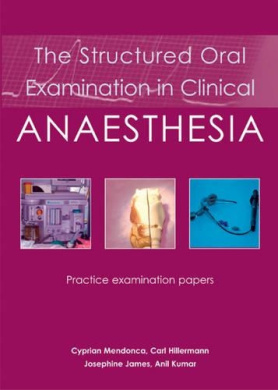 The Structured Oral
Examination in Clinical
ANAESTHESIA
Practice examination papers
Cyprian Mendonca, Carl Hillermann
Josephine James, Anil Kumar